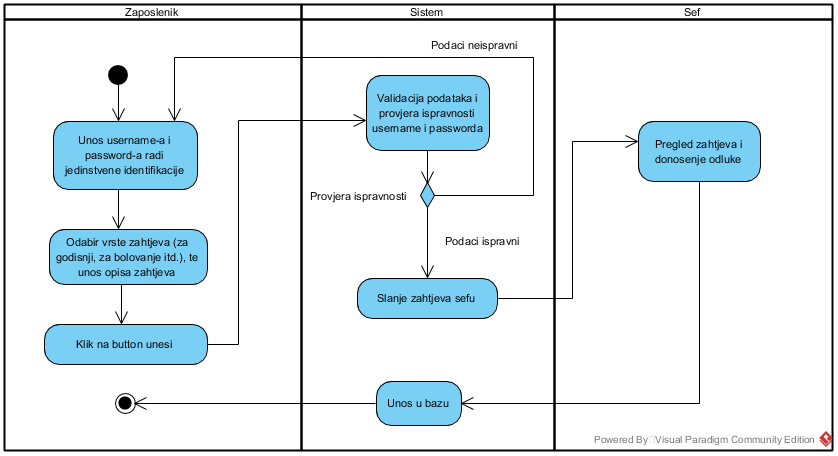 Zaposlenik
Sistem
Sef
Podaci neispravni
Unos username-a i
password-a radi
jedinstvene identifikacije
Odabir vrste zahtjeva (za
godisnji, za bolovanje itd.), te
unos opisa zahtjeva
Klik na button unesi
Validacija podataka i
provjera ispravnosti
username i passworda
Provjera ispravnosti
Podaci ispravni
Slanje zahtjeva sefu
Unos u bazu
Pregled zahtjeva i
donosenje odluke
Powered By Visual Paradigm Community Edition